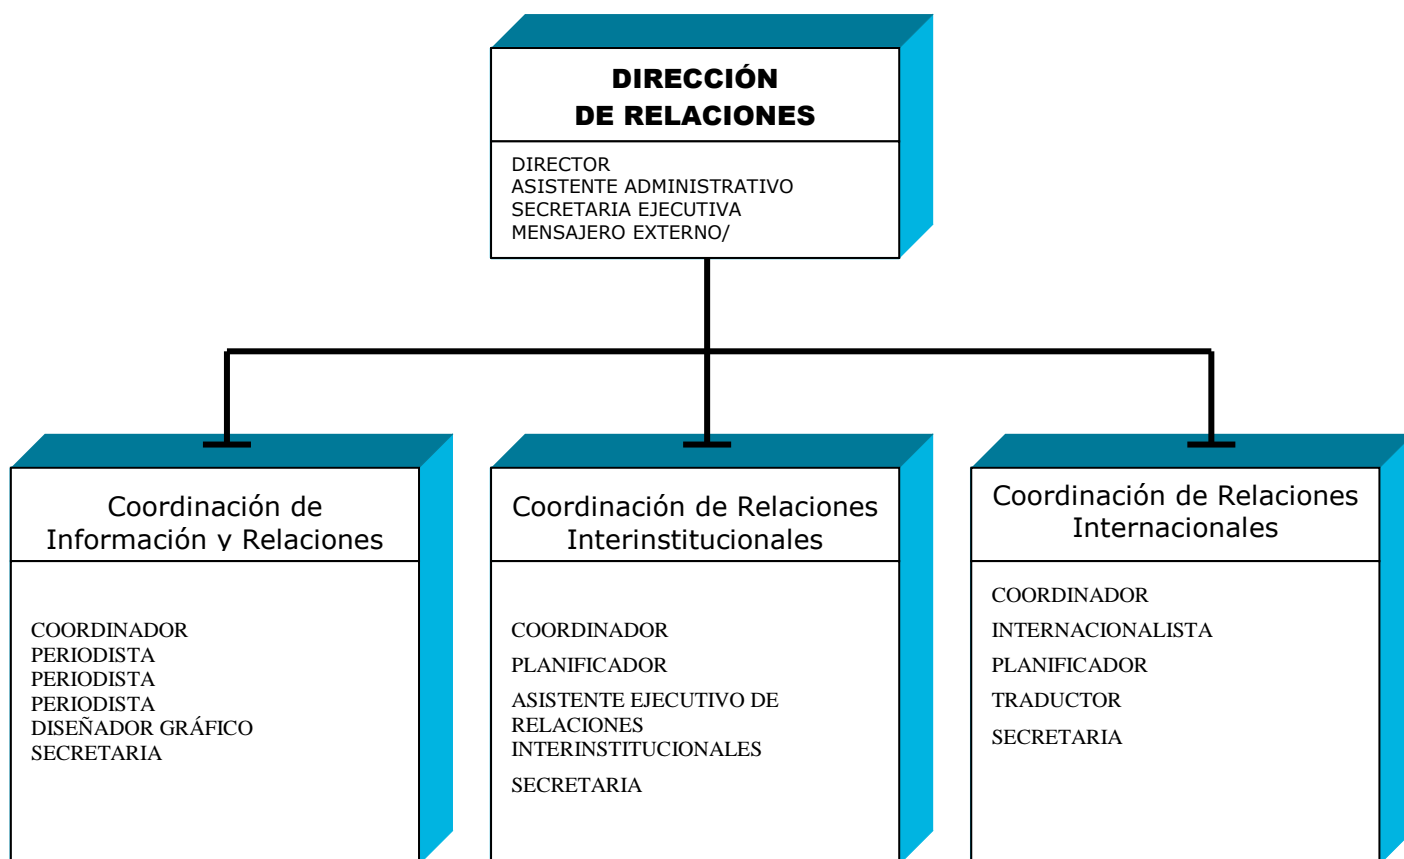 DIRECCIÓN
DE RELACIONES
DIRECTOR
ASISTENTE ADMINISTRATIVO
SECRETARIA EJECUTIVA
MENSAJERO EXTERNO/
Coordinación de
Información y Relaciones
COORDINADOR
PERIODISTA
PERIODISTA
PERIODISTA
DISEÑADOR GRÁFICO
SECRETARIA
Coordinación de Relaciones
Interinstitucionales
COORDINADOR
PLANIFICADOR
ASISTENTE EJECUTIVO DE
RELACIONES
INTERINSTITUCIONALES
SECRETARIA
Coordinación de Relaciones
Internacionales
COORDINADOR
INTERNACIONALISTA
PLANIFICADOR
TRADUCTOR
SECRETARIA